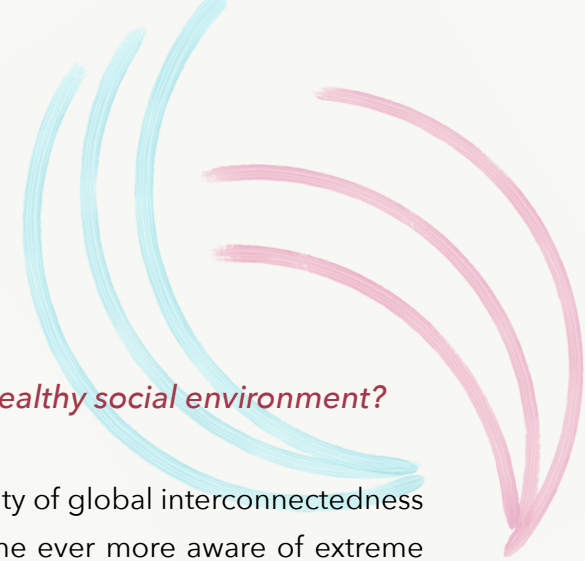 ealthy social environment?
ty of global interconnectedness
ne ever more aware of extreme